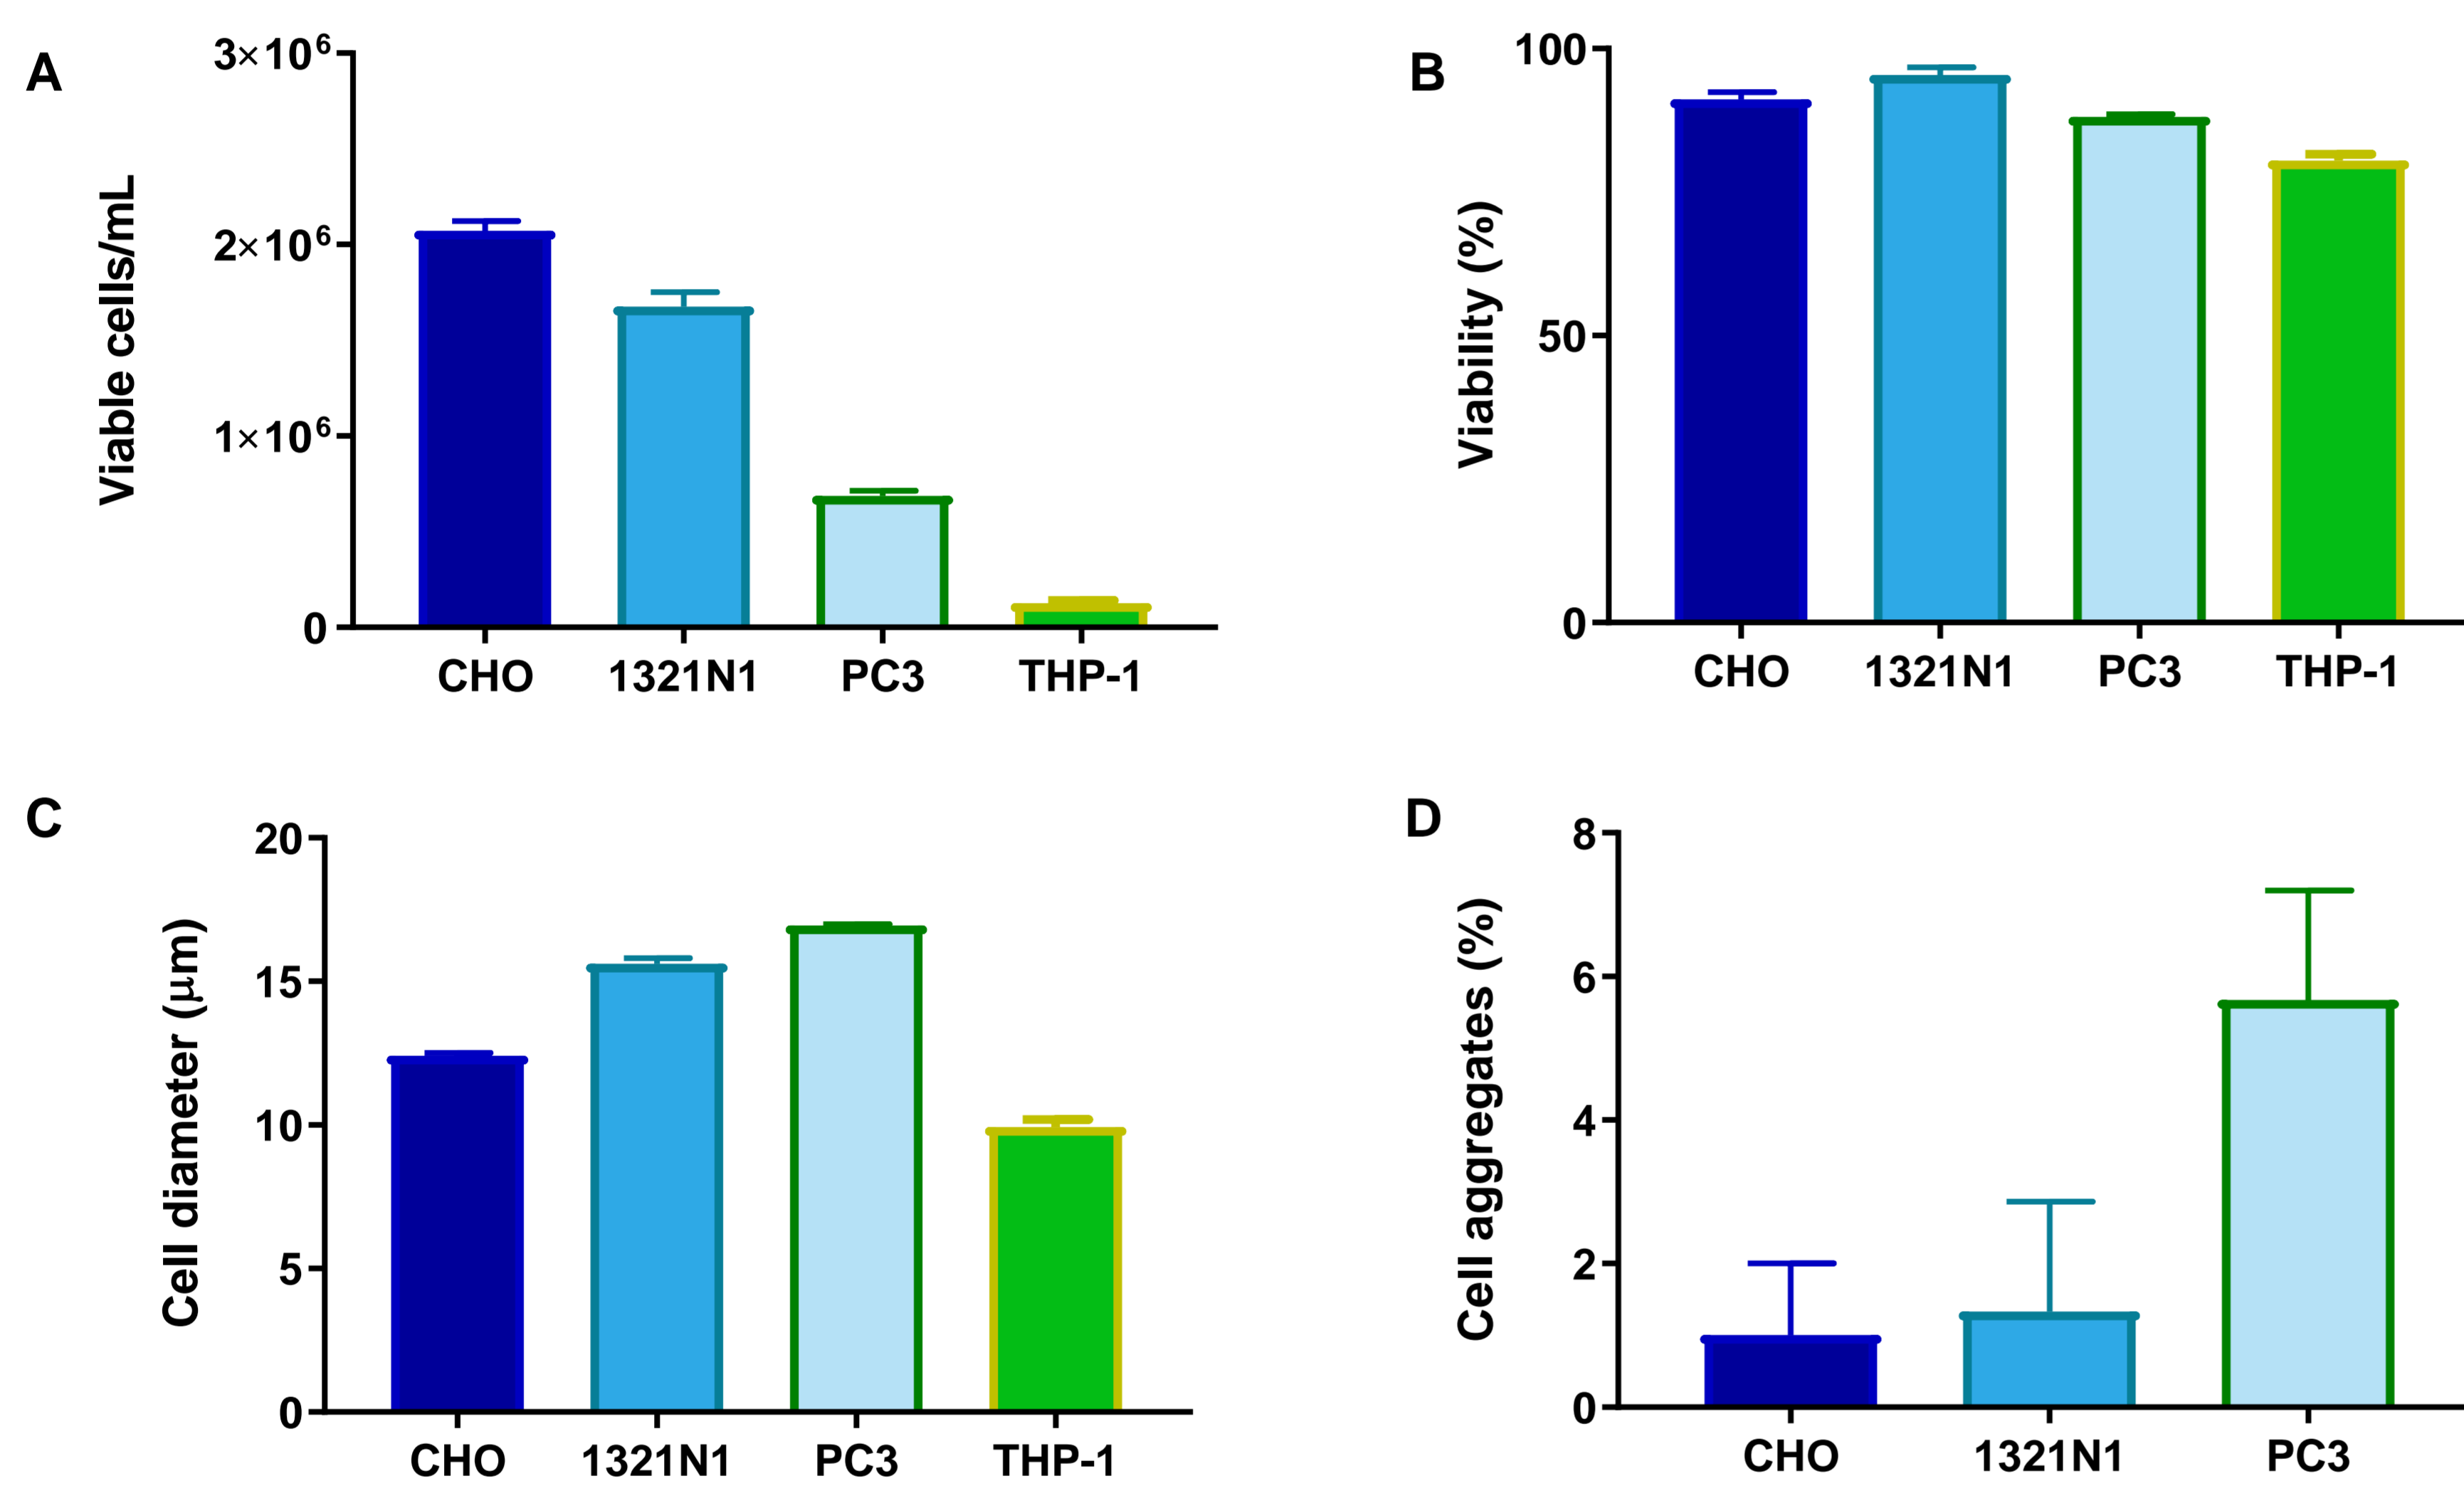 A
Viable cells/mL
3×10⁶
2×10⁶
1×10⁶
0
CHO 1321N1 PC3 THP-1
B
Viability (%)
100
50
0
CHO 1321N1 PC3 THP-1
C
Cell diameter (μm)
20
15
10
5
0
CHO 1321N1 PC3 THP-1
D
Cell aggregates (%)
8
6
4
2
0
CHO 1321N1 PC3